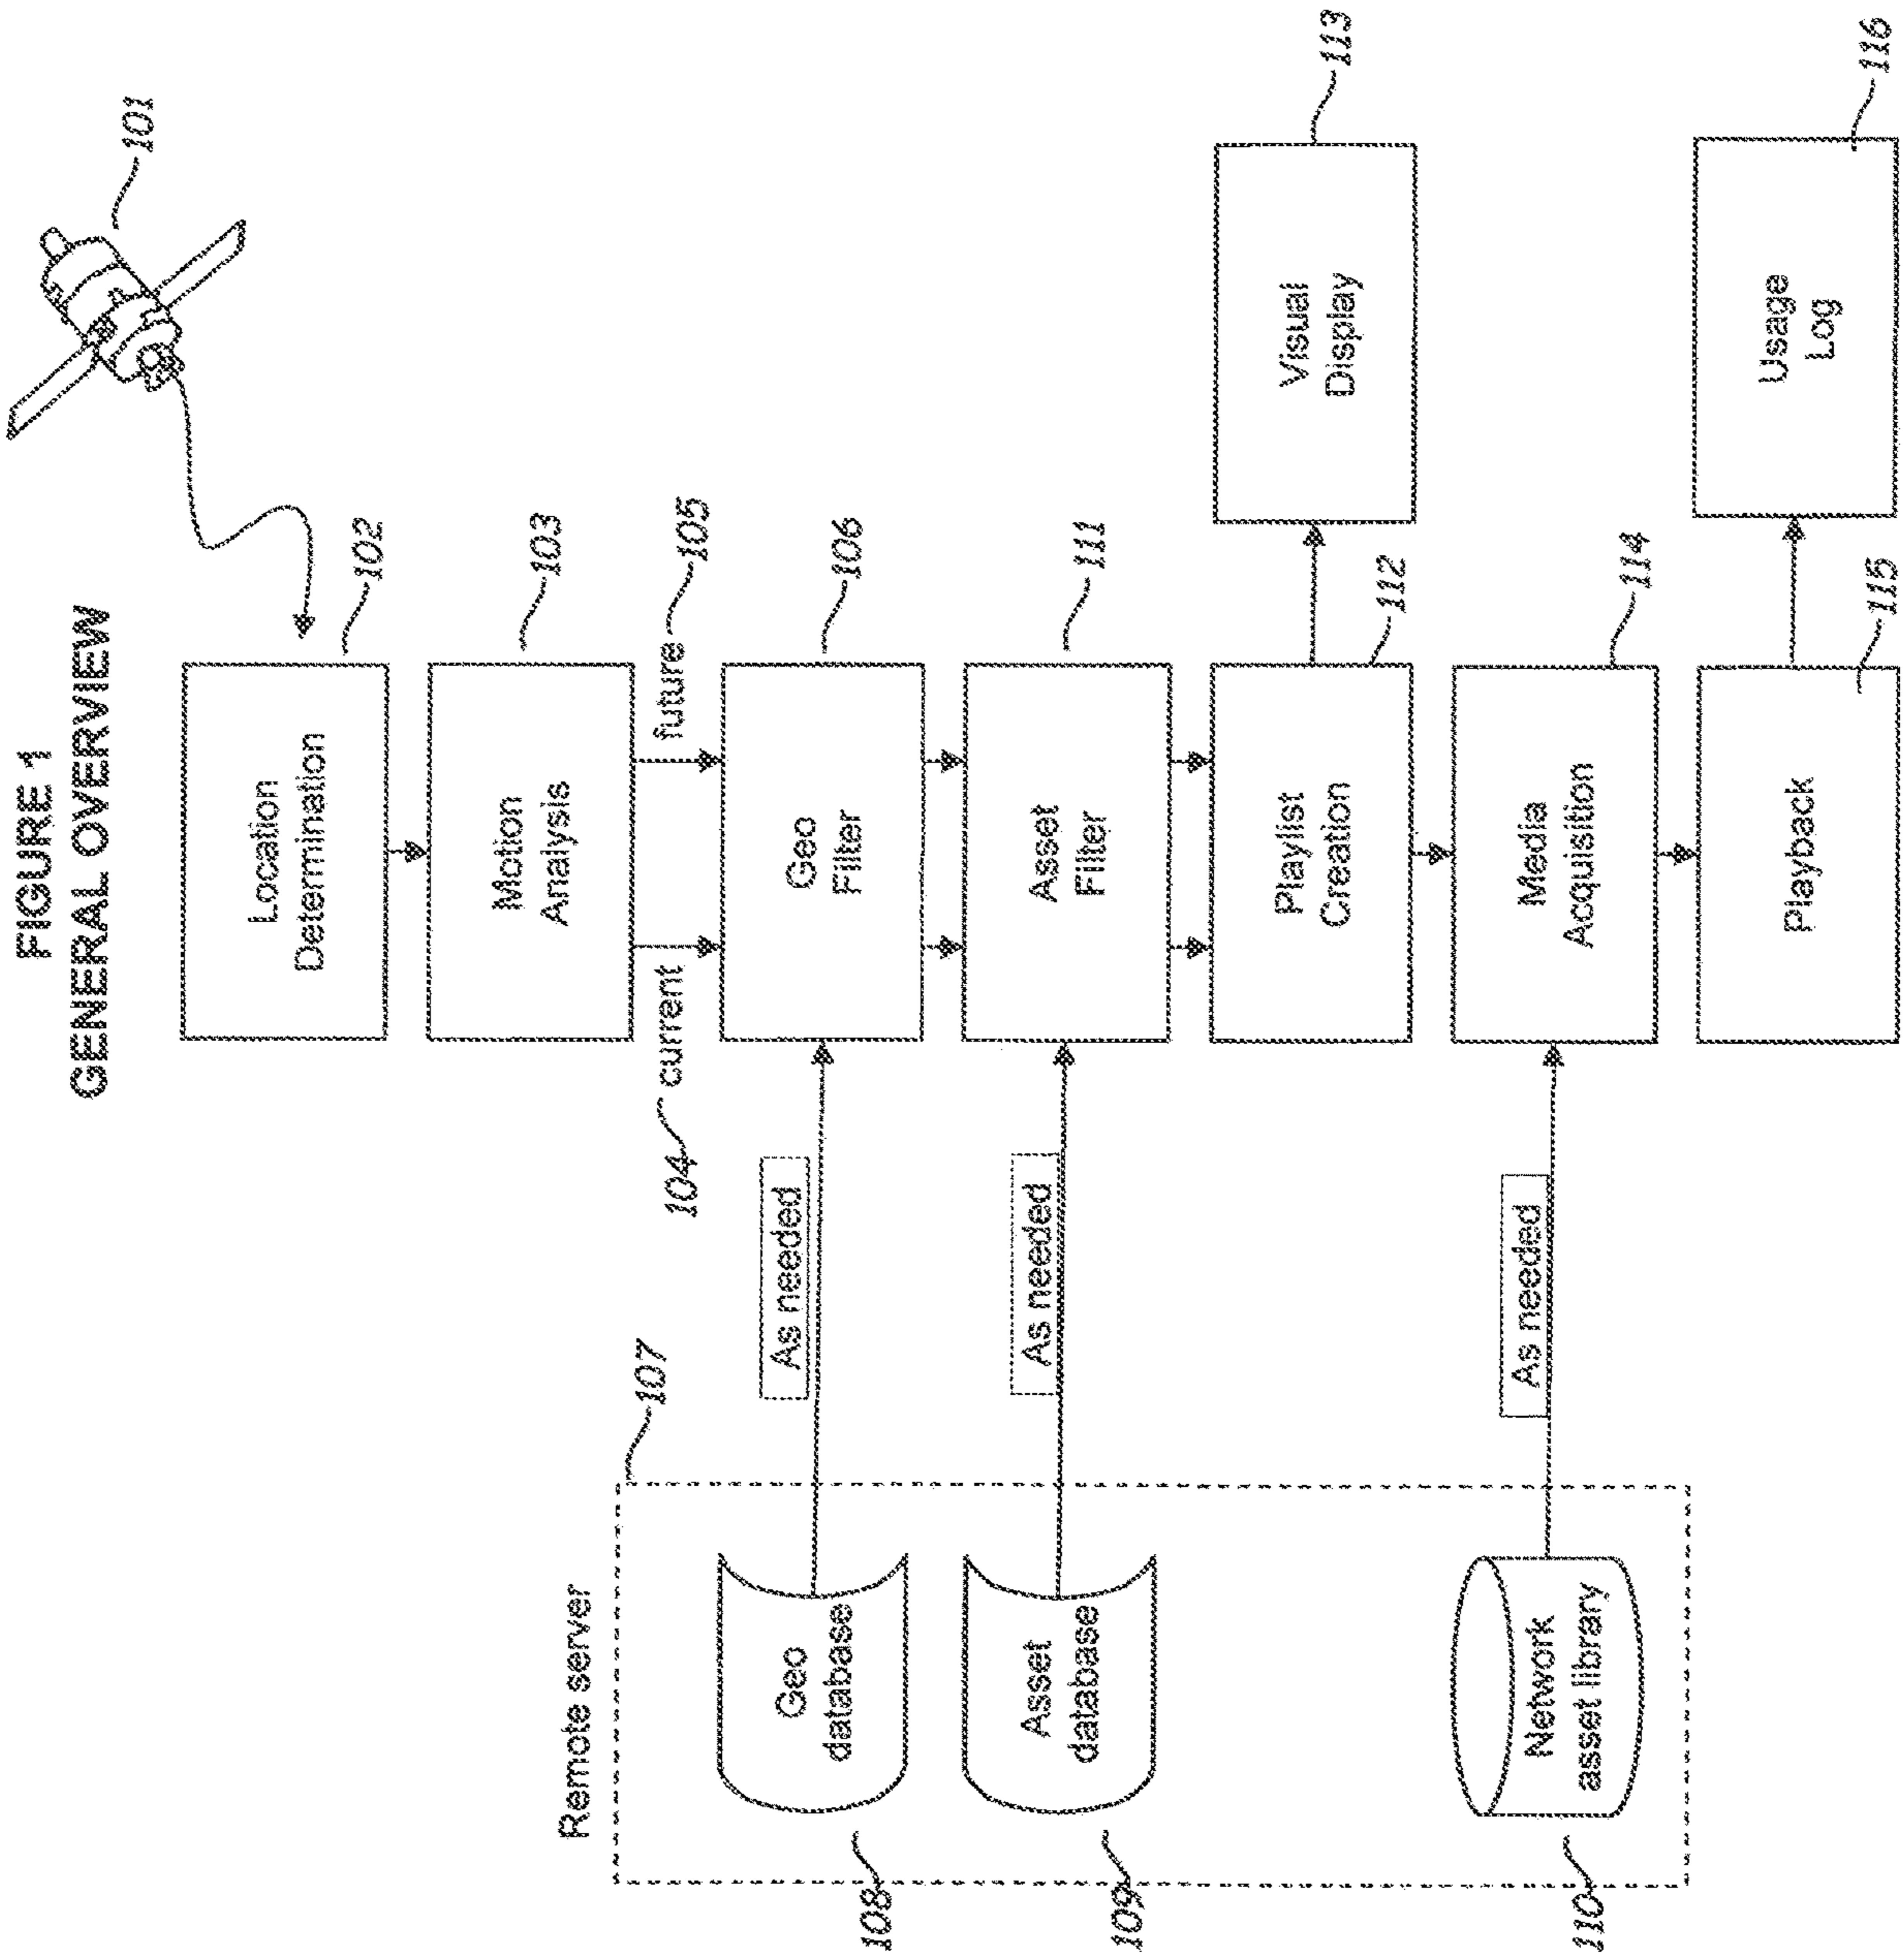 FIGURE 1
GENERAL OVERVIEW
101
Location
Determination
102
Motion
Analysis
103
104
current
future
105
Remote server
107
Geo
database
108
As needed
Geo
Filter
106
Asset
database
109
As needed
Asset
Filter
111
Playlist
Creation
112
Visual
Display
113
Network
asset library
110
As needed
Media
Acquisition
114
Playback
115
Usage
Log
116